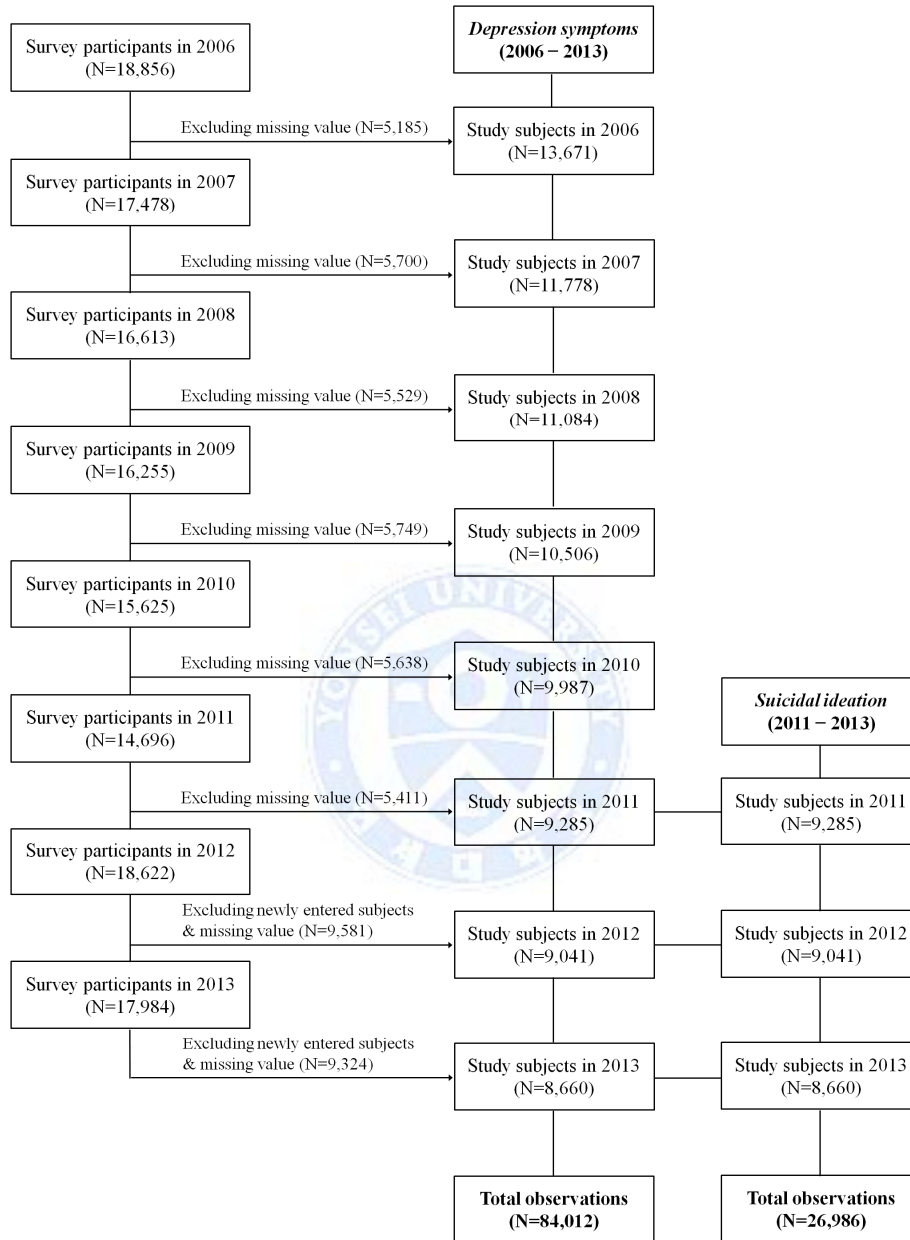 Survey participants in 2006
(N=18,856)
Depression symptoms
(2006 − 2013)
Excluding missing value (N=5,185)
Study subjects in 2006
(N=13,671)
Survey participants in 2007
(N=17,478)
Excluding missing value (N=5,700)
Study subjects in 2007
(N=11,778)
Survey participants in 2008
(N=16,613)
Excluding missing value (N=5,529)
Study subjects in 2008
(N=11,084)
Survey participants in 2009
(N=16,255)
Excluding missing value (N=5,749)
Study subjects in 2009
(N=10,506)
Survey participants in 2010
(N=15,625)
Excluding missing value (N=5,638)
Study subjects in 2010
(N=9,987)
Survey participants in 2011
(N=14,696)
Suicidal ideation
(2011 − 2013)
Excluding missing value (N=5,411)
Study subjects in 2011
(N=9,285)
Study subjects in 2011
(N=9,285)
Survey participants in 2012
(N=18,622)
Excluding newly entered subjects
& missing value (N=9,581)
Study subjects in 2012
(N=9,041)
Study subjects in 2012
(N=9,041)
Survey participants in 2013
(N=17,984)
Excluding newly entered subjects
& missing value (N=9,324)
Study subjects in 2013
(N=8,660)
Study subjects in 2013
(N=8,660)
Total observations
(N=84,012)
Total observations
(N=26,986)
YONSEI UNIVERSITY